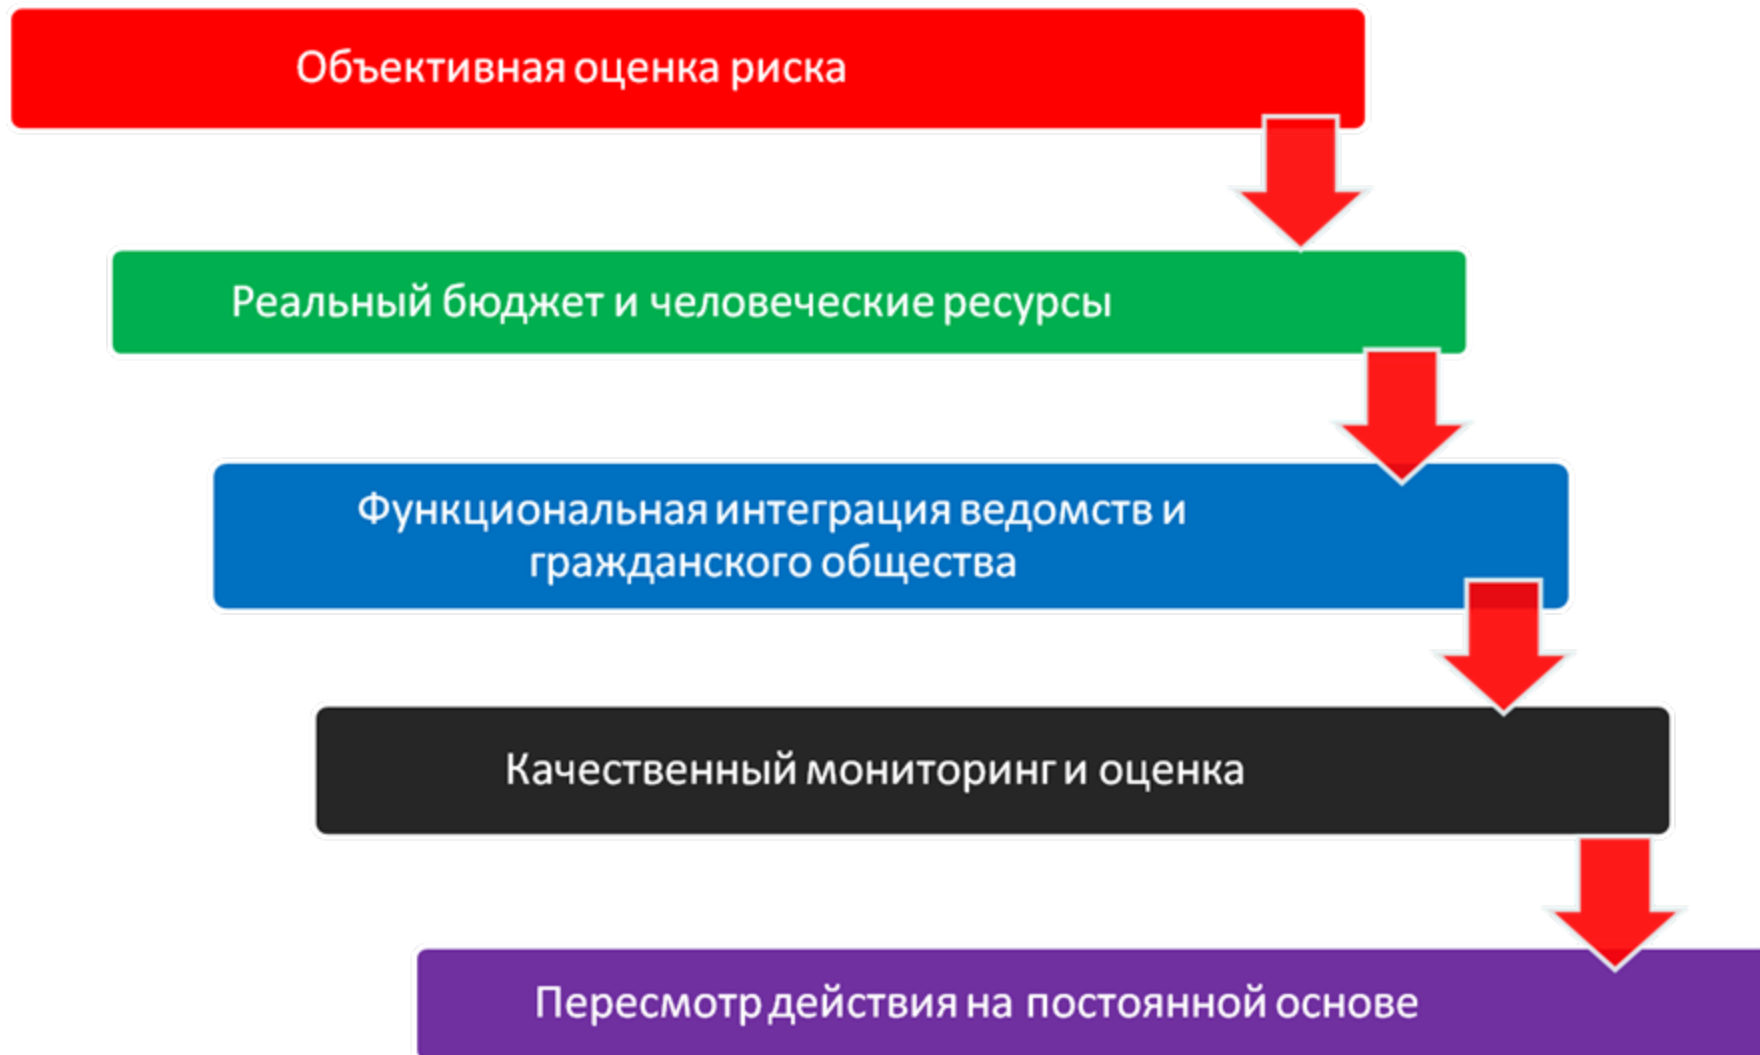 Объективная оценка риска
Реальный бюджет и человеческие ресурсы
Функциональная интеграция ведомств и
гражданского общества
Качественный мониторинг и оценка
Пересмотр действия на постоянной основе